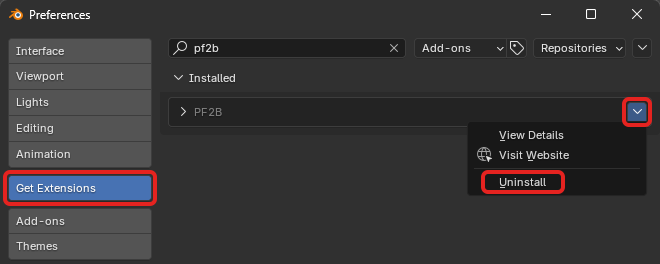 Preferences
Interface
Viewport
Lights
Editing
Animation
Get Extensions
Add-ons
Themes
pf2b
Add-ons
Repositories
Installed
PF2B
View Details
Visit Website
Uninstall